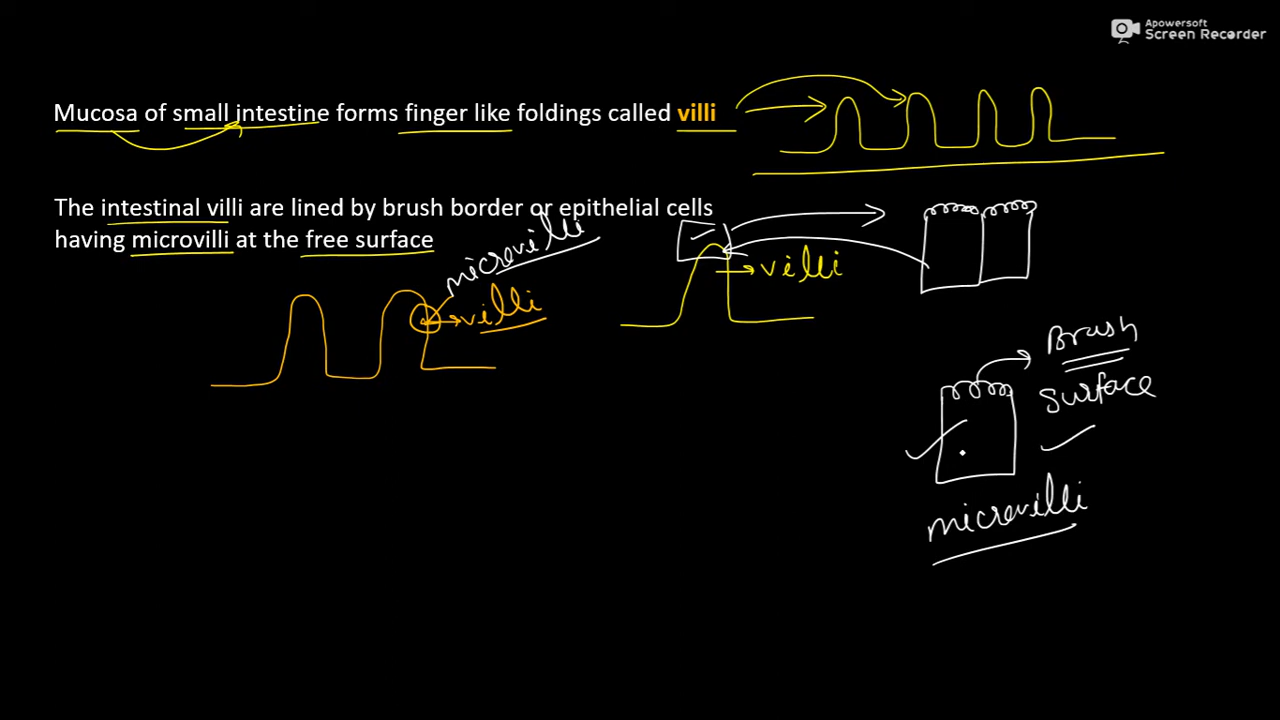 Apowersoft
Screen Recorder
Mucosa of small intestine forms finger like foldings called villi
The intestinal villi are lined by brush border or epithelial cells
having microvilli at the free surface
microvilli
villi
villi
Brush
surface
microvilli